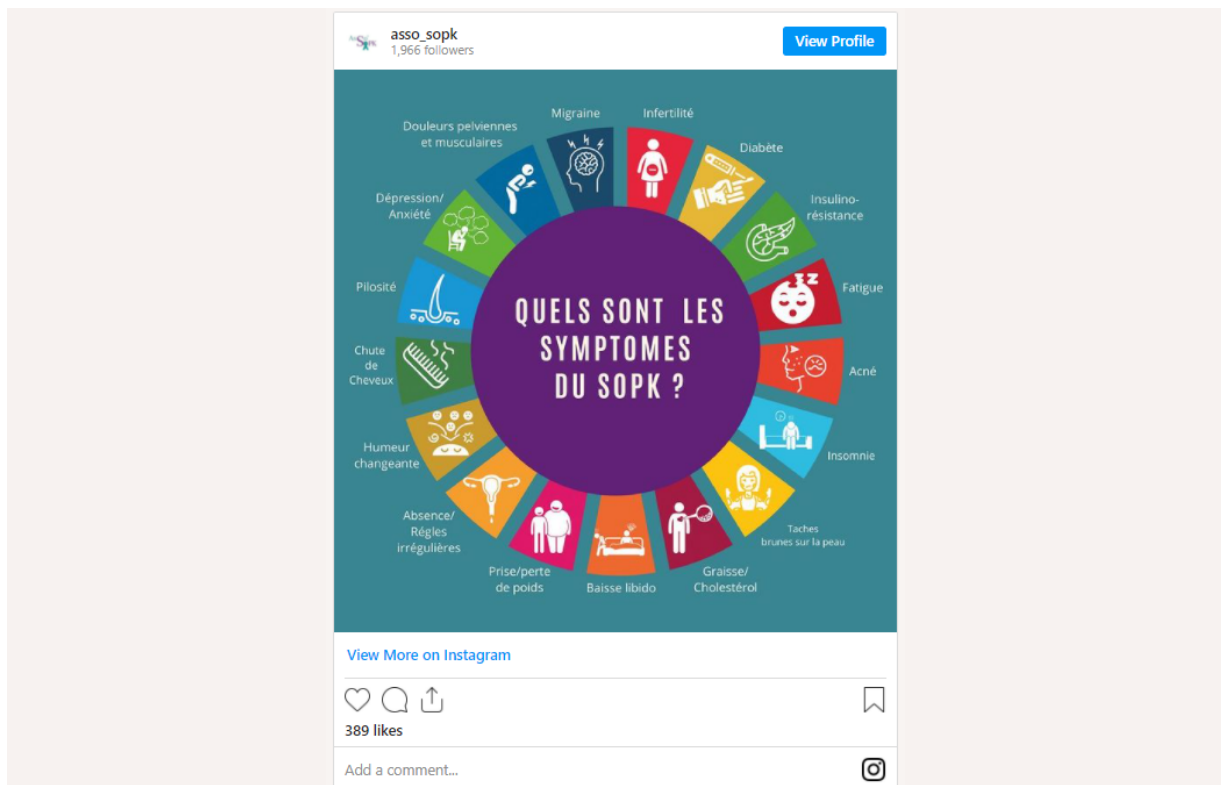 asso_sopk
1,966 followers
View Profile
Migraine
Infertilité
Douleurs pelviennes
et musculaires
Diabète
Dépression/
Anxiété
Insulino-
résistance
Pilosité
Fatigue
QUELS SONT LES
SYMPTOMES
DU SOPK ?
Chute
de
Cheveux
Acné
Humeur
changeante
Insomnie
Absence/
Régles
irrégulières
Taches
brunes sur la peau
Prise/perte
de poids
Baisse libido
Graisse/
Cholestérol
View More on Instagram
389 likes
Add a comment...